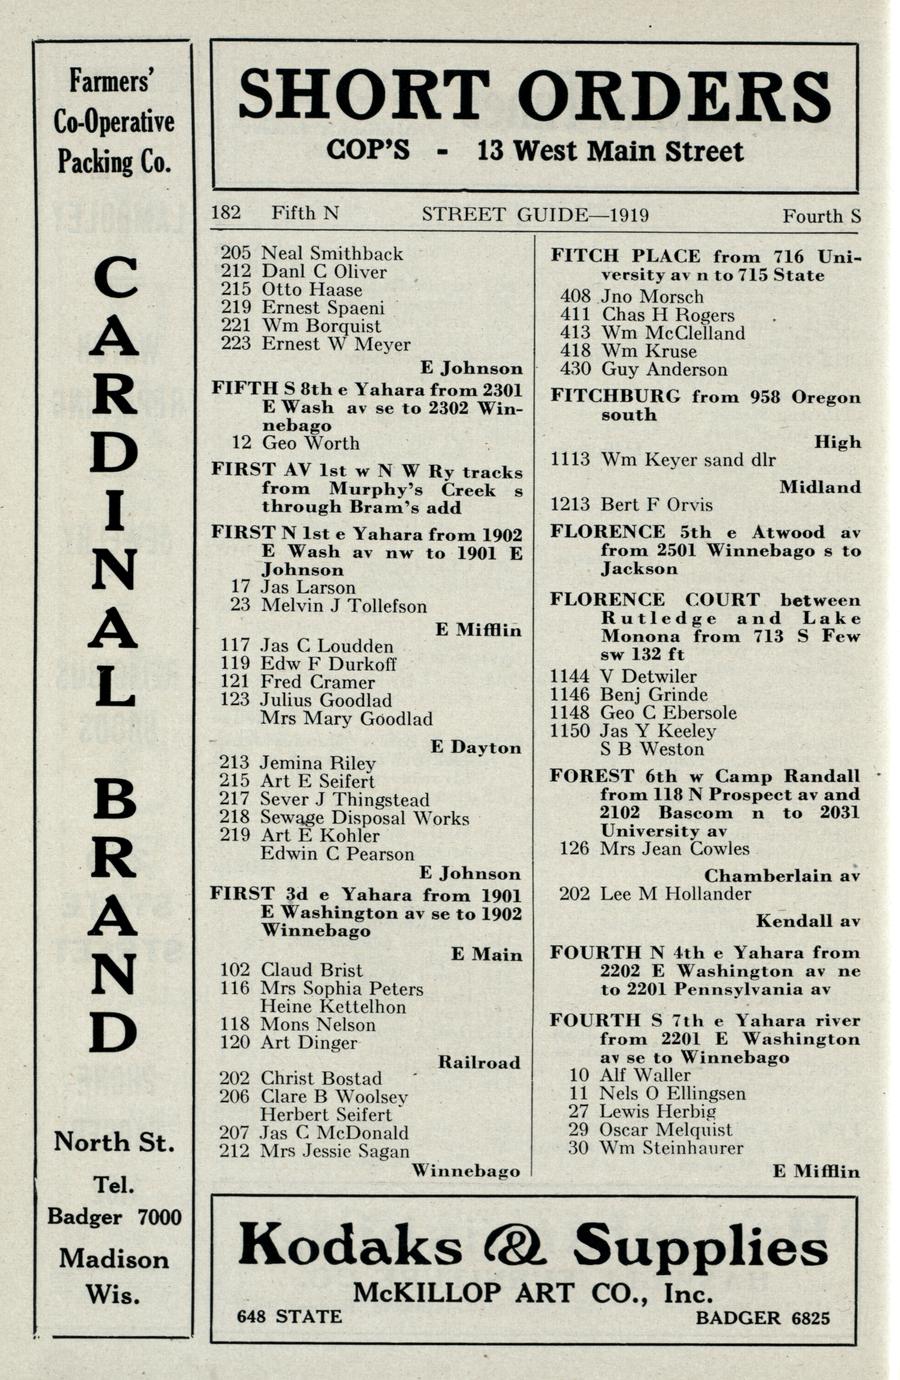 Farmers'
Co-Operative
Packing Co.
CARDINAL
BRAND
North St.
Tel.
Badger 7000
Madison
Wis.
SHORT ORDERS
COP'S - 13 West Main Street
182 Fifth N STREET GUIDE—1919 Fourth S
205 Neal Smithback
212 Danl C Oliver
215 Otto Haase
219 Ernest Spaeni
221 Wm Borquist
223 Ernest W Meyer
E Johnson
FIFTH S 8th e Yahara from 2301
E Wash av se to 2302 Win-
nebago
12 Geo Worth
FIRST AV 1st w N W Ry tracks
from Murphy's Creek s
through Bram's add
FIRST N 1st e Yahara from 1902
E Wash av nw to 1901 E
Johnson
17 Jas Larson
23 Melvin J Tollefson
E Mifflin
117 Jas C Loudden
119 Edw F Durkoff
121 Fred Cramer
123 Julius Goodlad
Mrs Mary Goodlad
E Dayton
213 Jemina Riley
215 Art E Seifert
217 Sever J Thingstead
218 Sewage Disposal Works
219 Art E Kohler
Edwin C Pearson
E Johnson
FIRST 3d e Yahara from 1901
E Washington av se to 1902
Winnebago
E Main
102 Claud Brist
116 Mrs Sophia Peters
Heine Kettelhon
118 Mons Nelson
120 Art Dinger
Railroad
202 Christ Bostad
206 Clare B Woolsey
Herbert Seifert
207 Jas C McDonald
212 Mrs Jessie Sagan
Winnebago
FITCH PLACE from 716 Uni-
versity av n to 715 State
408 Jno Morsch
411 Chas H Rogers
413 Wm McClelland
418 Wm Kruse
430 Guy Anderson
FITCHBURG from 958 Oregon
south
High
1113 Wm Keyer sand dlr
Midland
1213 Bert F Orvis
FLORENCE 5th e Atwood av
from 2501 Winnebago s to
Jackson
FLORENCE COURT between
Rutledge and Lake
Monona from 713 S Few
sw 132 ft
1144 V Detwiler
1146 Benj Grinde
1148 Geo C Ebersole
1150 Jas Y Keeley
S B Weston
FOREST 6th w Camp Randall
from 118 N Prospect av and
2102 Bascom n to 2031
University av
126 Mrs Jean Cowles
Chamberlain av
202 Lee M Hollander
Kendall av
FOURTH N 4th e Yahara from
2202 E Washington av ne
to 2201 Pennsylvania av
FOURTH S 7th e Yahara river
from 2201 E Washington
av se to Winnebago
10 Alf Waller
11 Nels O Ellingsen
27 Lewis Herbig
29 Oscar Melquist
30 Wm Steinhaurer
E Mifflin
Kodaks & Supplies
McKILLOP ART CO., Inc.
648 STATE BADGER 6825